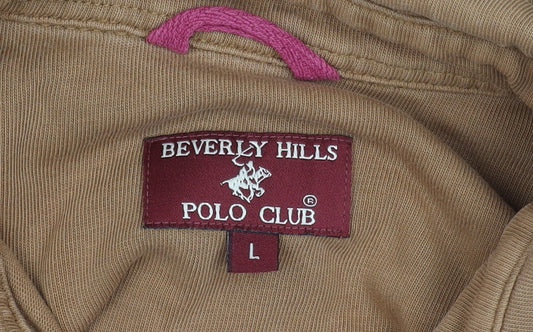 BEVERLY HILLS
®
POLO CLUB
L